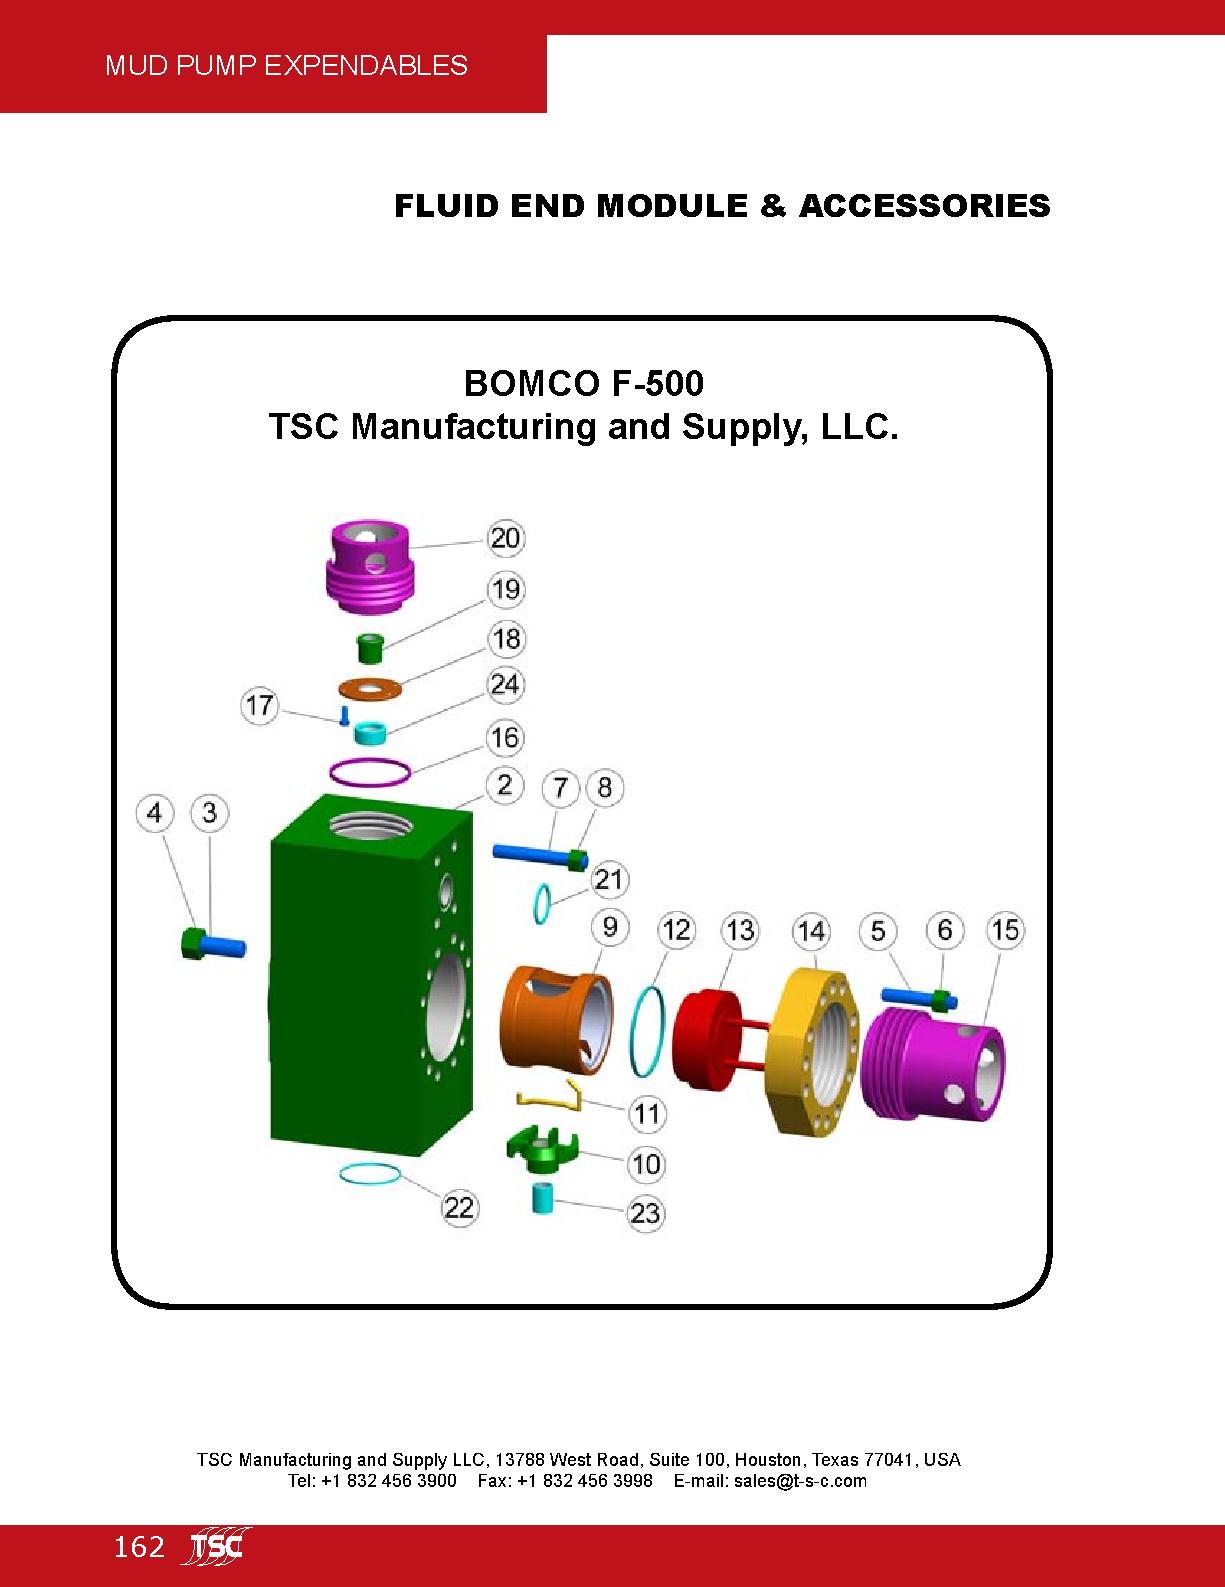 MUD PUMP EXPENDABLES
FLUID END MODULE & ACCESSORIES
BOMCO F-500
TSC Manufacturing and Supply, LLC.
20
19
18
24
17
16
2
7 8
4 3
21
9 12 13 14 5 6 15
11
10
22
23
TSC Manufacturing and Supply LLC, 13788 West Road, Suite 100, Houston, Texas 77041, USA
Tel: +1 832 456 3900 Fax: +1 832 456 3998 E-mail: sales@t-s-c.com
162 TSC